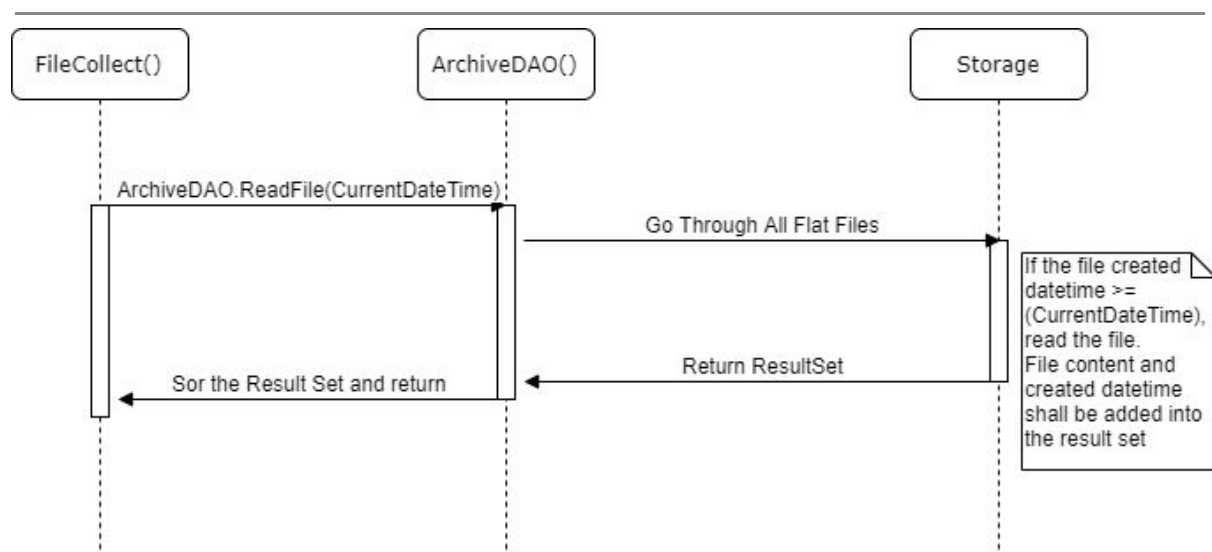 FileCollect()
ArchiveDAO()
Storage
ArchiveDAO.ReadFile(CurrentDateTime)
Go Through All Flat Files
If the file created
datetime >=
(CurrentDateTime),
read the file.
File content and
created datetime
shall be added into
the result set
Return ResultSet
Sor the Result Set and return